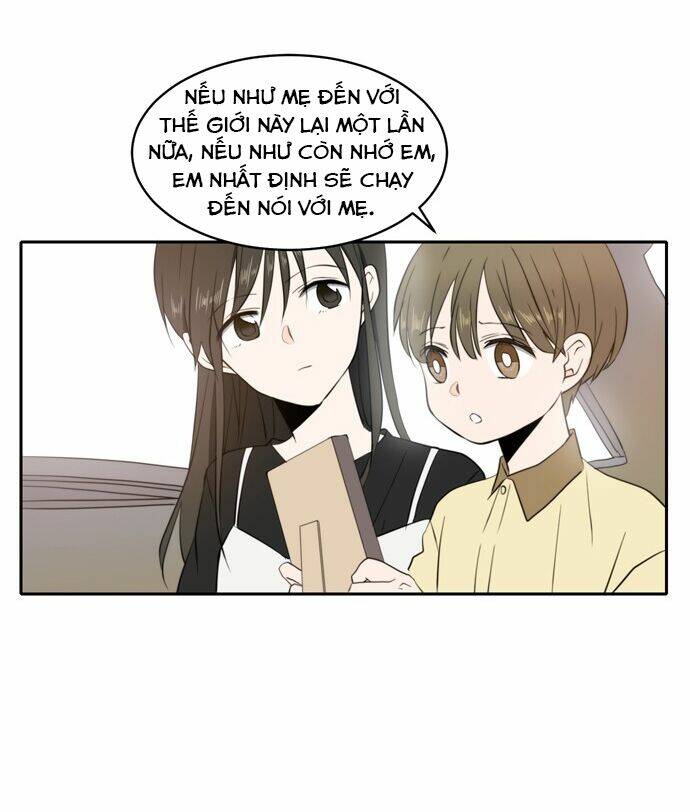 NẾU NHƯ MẸ ĐẾN VỚI
THẾ GIỚI NÀY LẠI MỘT LẦN
NỮA, NẾU NHƯ CÒN NHỚ EM,
EM NHẤT ĐỊNH SẼ CHẠY
ĐẾN NÓI VỚI MẸ.